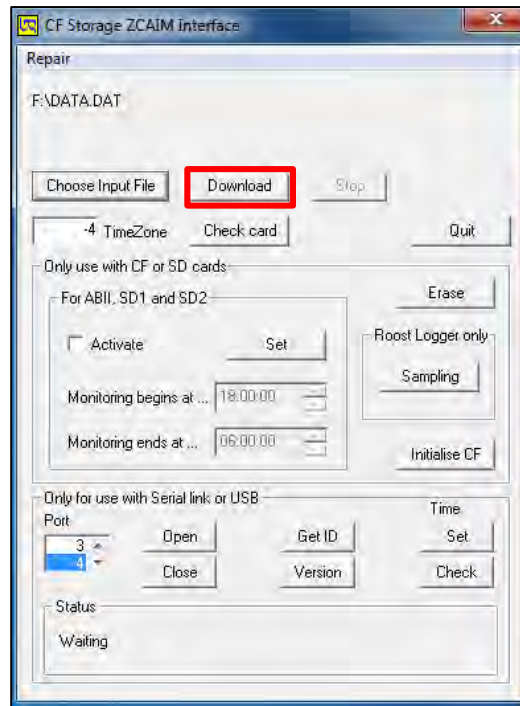 CF Storage ZCAIM Interface
Repair
F:\DATA.DAT
Choose Input File Download Stop
-4 TimeZone Check card Quit
Only use with CF or SD cards
For ABII, SD1 and SD2 Erase
Activate Set Roost Logger only
Monitoring begins at ... 18:00:00 Sampling
Monitoring ends at ... 06:00:00 Initialise CF
Only for use with Serial link or USB
Port Time
3 Open Get ID Set
4 Close Version Check
Status
Waiting